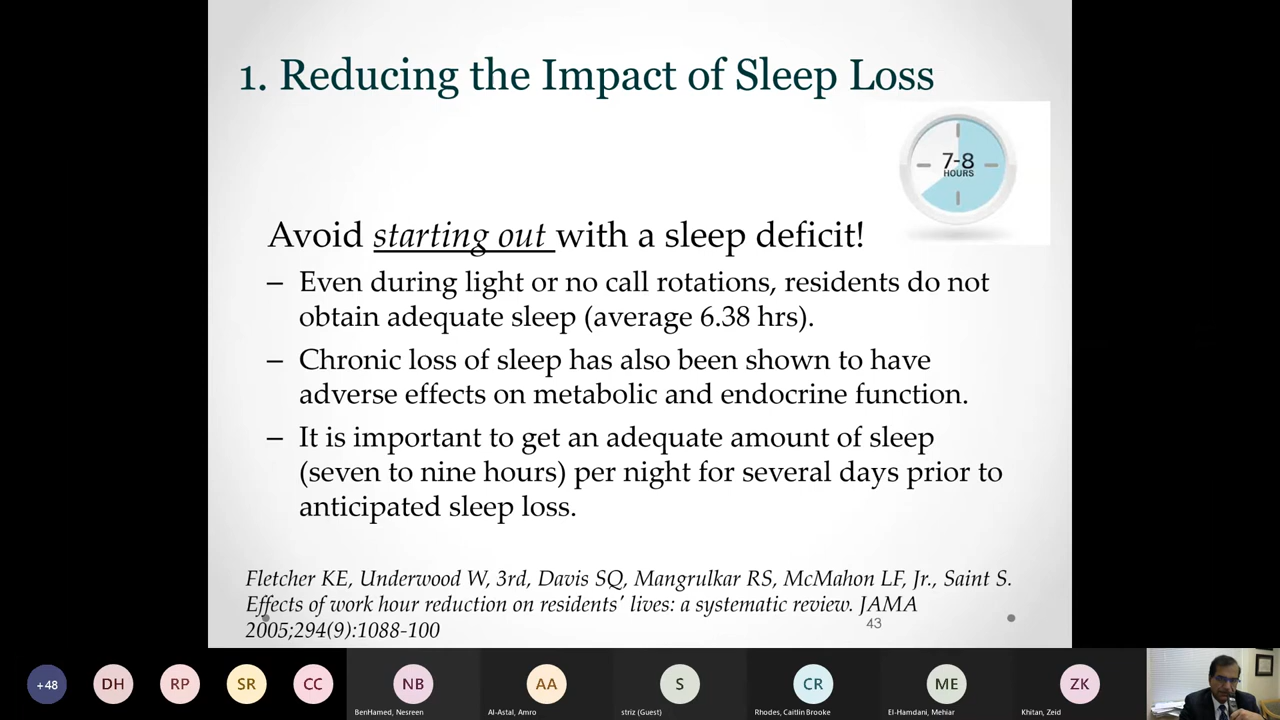 1. Reducing the Impact of Sleep Loss
7-8
HOURS
Avoid starting out with a sleep deficit!
– Even during light or no call rotations, residents do not
obtain adequate sleep (average 6.38 hrs).
– Chronic loss of sleep has also been shown to have
adverse effects on metabolic and endocrine function.
– It is important to get an adequate amount of sleep
(seven to nine hours) per night for several days prior to
anticipated sleep loss.
Fletcher KE, Underwood W, 3rd, Davis SQ, Mangrulkar RS, McMahon LF, Jr., Saint S.
Effects of work hour reduction on residents’ lives: a systematic review. JAMA
2005;294(9):1088-100
43
+48 DH RP SR CC NB AA S CR ME ZK
BenHamed, Nesreen Al-Astal, Amro striz (Guest) Rhodes, Caitlin Brooke El-Hamdani, Mehiar Khitan, Zeid